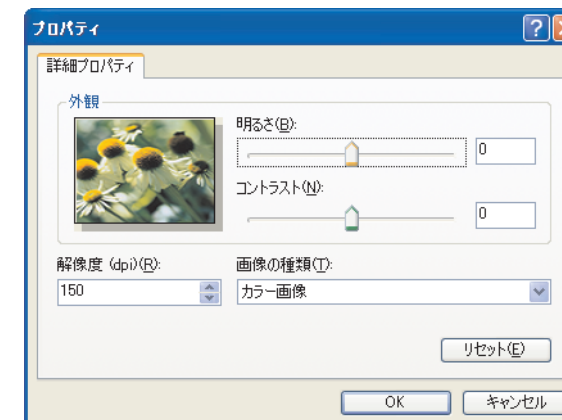 プロパティ
詳細プロパティ
外観
明るさ(B):
0
コントラスト(N):
0
解像度 (dpi)(R):
画像の種類(T):
150
カラー画像
リセット(E)
OK
キャンセル